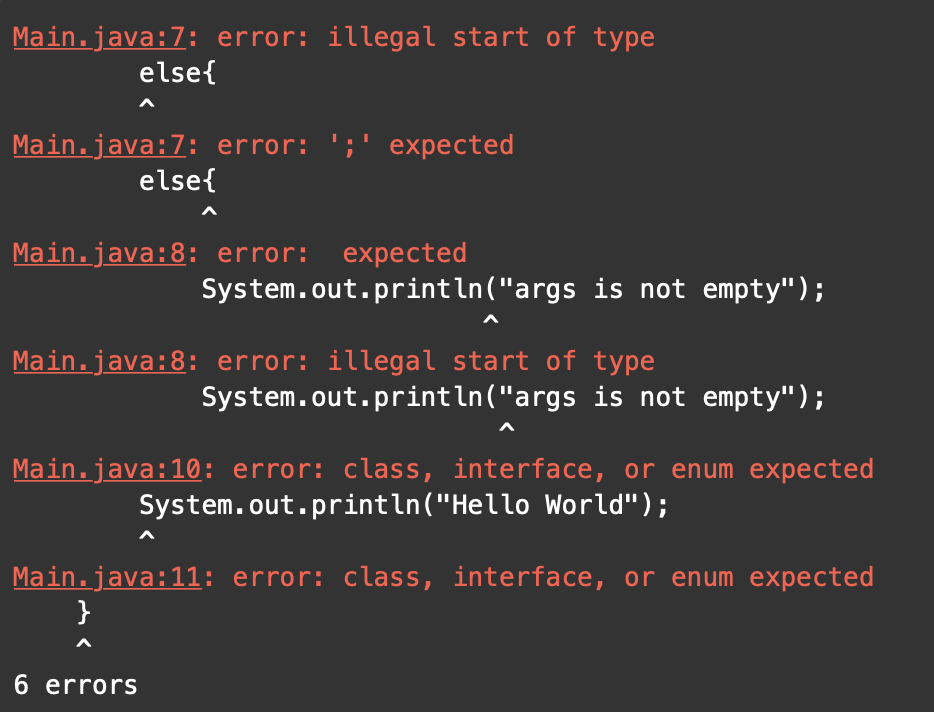 Main.java:7: error: illegal start of type
        else{
        ^
Main.java:7: error: ';' expected
        else{
            ^
Main.java:8: error:  expected
            System.out.println("args is not empty");
                              ^
Main.java:8: error: illegal start of type
            System.out.println("args is not empty");
                               ^
Main.java:10: error: class, interface, or enum expected
        System.out.println("Hello World");
        ^
Main.java:11: error: class, interface, or enum expected
    }
    ^
6 errors